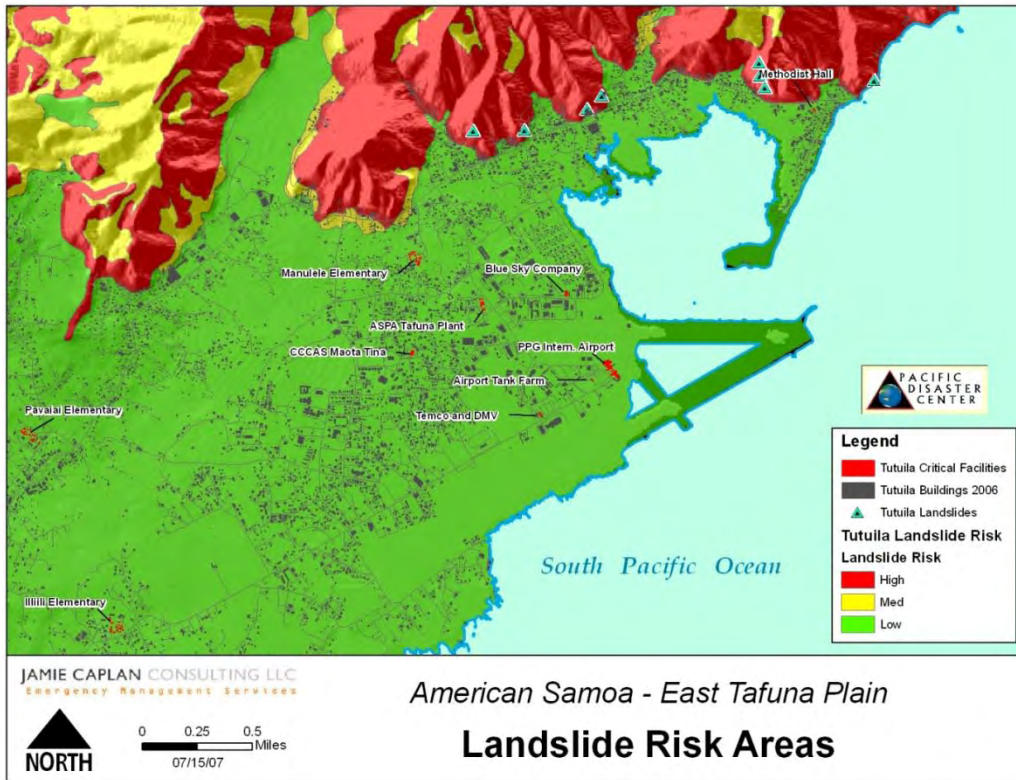 Methodist Hall
Manulele Elementary
Blue Sky Company
ASPA Tafuna Plant
CCCAS Maota Tina
PPG Intern. Airport
Airport Tank Farm
Pavaiai Elementary
Temco and DMV
Illiili Elementary
South Pacific Ocean
PACIFIC
DISASTER
CENTER
Legend
Tutuila Critical Facilities
Tutuila Buildings 2006
Tutuila Landslides
Tutuila Landslide Risk
Landslide Risk
High
Med
Low
JAMIE CAPLAN CONSULTING LLC
Emergency Management Services
NORTH
0 0.25 0.5
Miles
07/15/07
American Samoa - East Tafuna Plain
Landslide Risk Areas